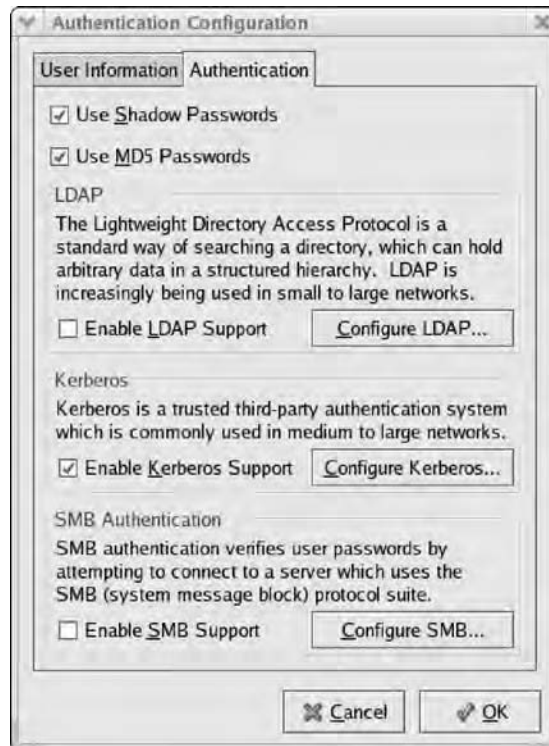 Authentication Configuration
User Information
Authentication
Use Shadow Passwords
Use MD5 Passwords
LDAP
The Lightweight Directory Access Protocol is a
standard way of searching a directory, which can hold
arbitrary data in a structured hierarchy. LDAP is
increasingly being used in small to large networks.
Enable LDAP Support
Configure LDAP...
Kerberos
Kerberos is a trusted third-party authentication system
which is commonly used in medium to large networks.
Enable Kerberos Support
Configure Kerberos...
SMB Authentication
SMB authentication verifies user passwords by
attempting to connect to a server which uses the
SMB (system message block) protocol suite.
Enable SMB Support
Configure SMB...
Cancel
OK